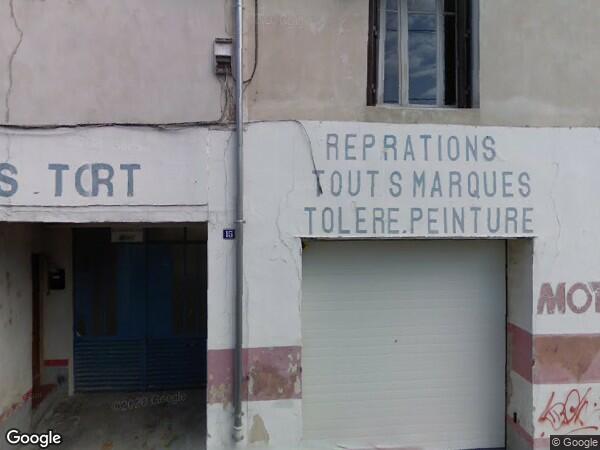 S TORT
REPRATIONS
TOUTS MARQUES
TOLERE.PEINTURE
15
MOT
©2020 Google
Google
© Google